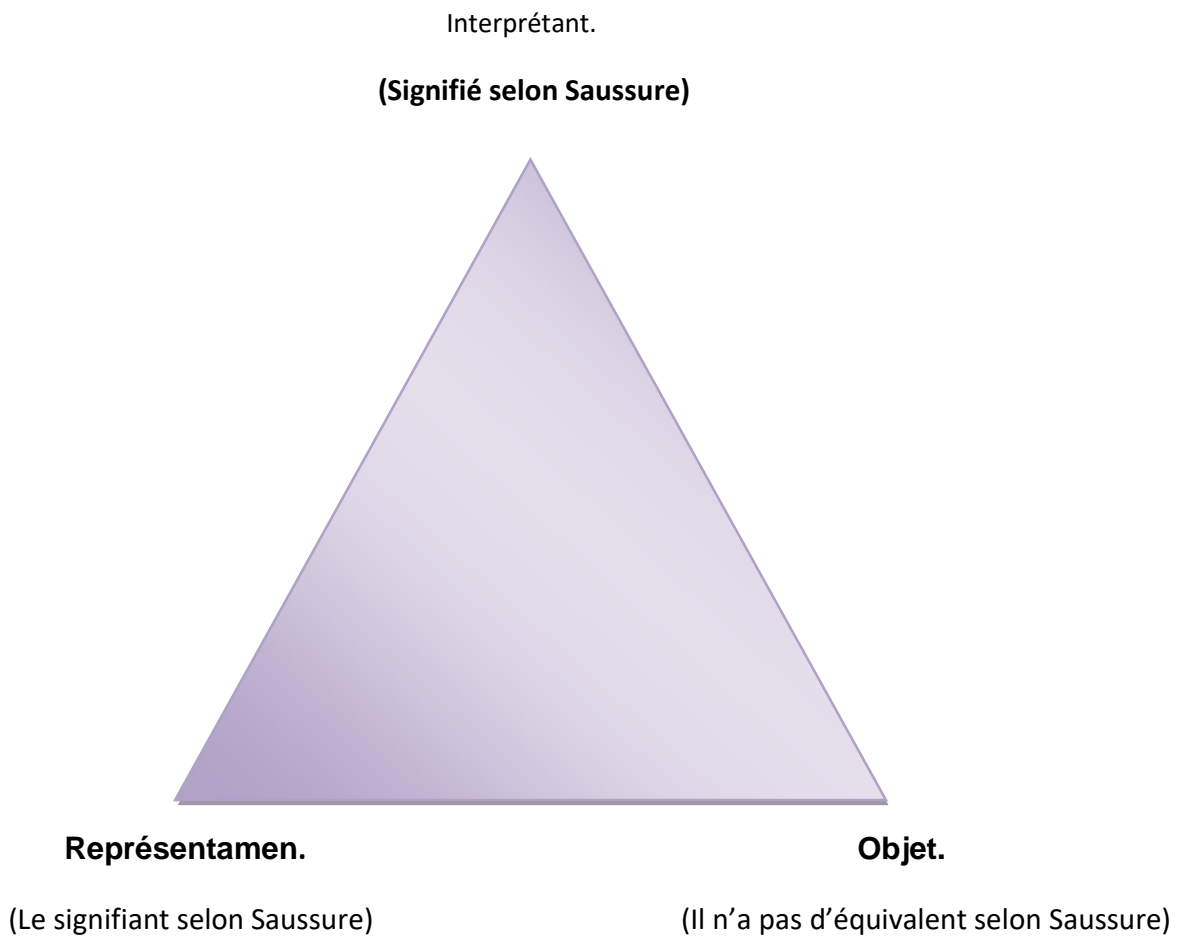 Interprétant.
(Signifié selon Saussure)
Représentamen. Objet.
(Le signifiant selon Saussure) (Il n’a pas d’équivalent selon Saussure)